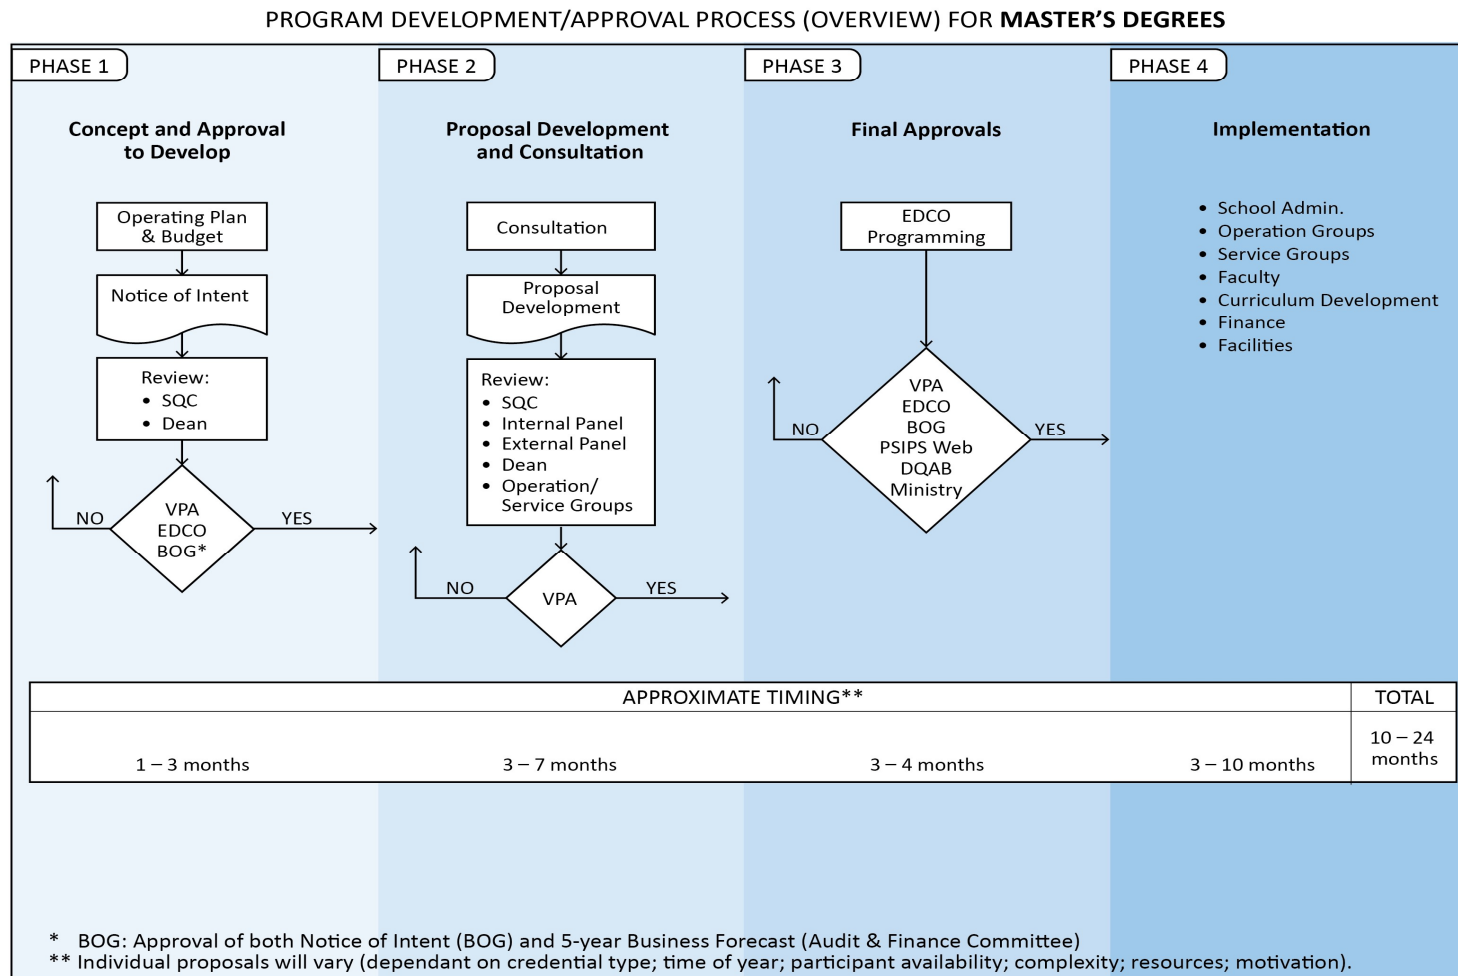 PROGRAM DEVELOPMENT/APPROVAL PROCESS (OVERVIEW) FOR MASTER'S DEGREES
PHASE 1
Concept and Approval
to Develop
Operating Plan
& Budget
Notice of Intent
Review:
• SQC
• Dean
VPA
EDCO
BOG*
NO
YES
PHASE 2
Proposal Development
and Consultation
Consultation
Proposal
Development
Review:
• SQC
• Internal Panel
• External Panel
• Dean
• Operation/
Service Groups
VPA
NO
YES
PHASE 3
Final Approvals
EDCO
Programming
VPA
EDCO
BOG
PSIPS Web
DQAB
Ministry
NO
YES
PHASE 4
Implementation
• School Admin.
• Operation Groups
• Service Groups
• Faculty
• Curriculum Development
• Finance
• Facilities
APPROXIMATE TIMING**
TOTAL
1 – 3 months
3 – 7 months
3 – 4 months
3 – 10 months
10 – 24
months
* BOG: Approval of both Notice of Intent (BOG) and 5-year Business Forecast (Audit & Finance Committee)
** Individual proposals will vary (dependant on credential type; time of year; participant availability; complexity; resources; motivation).